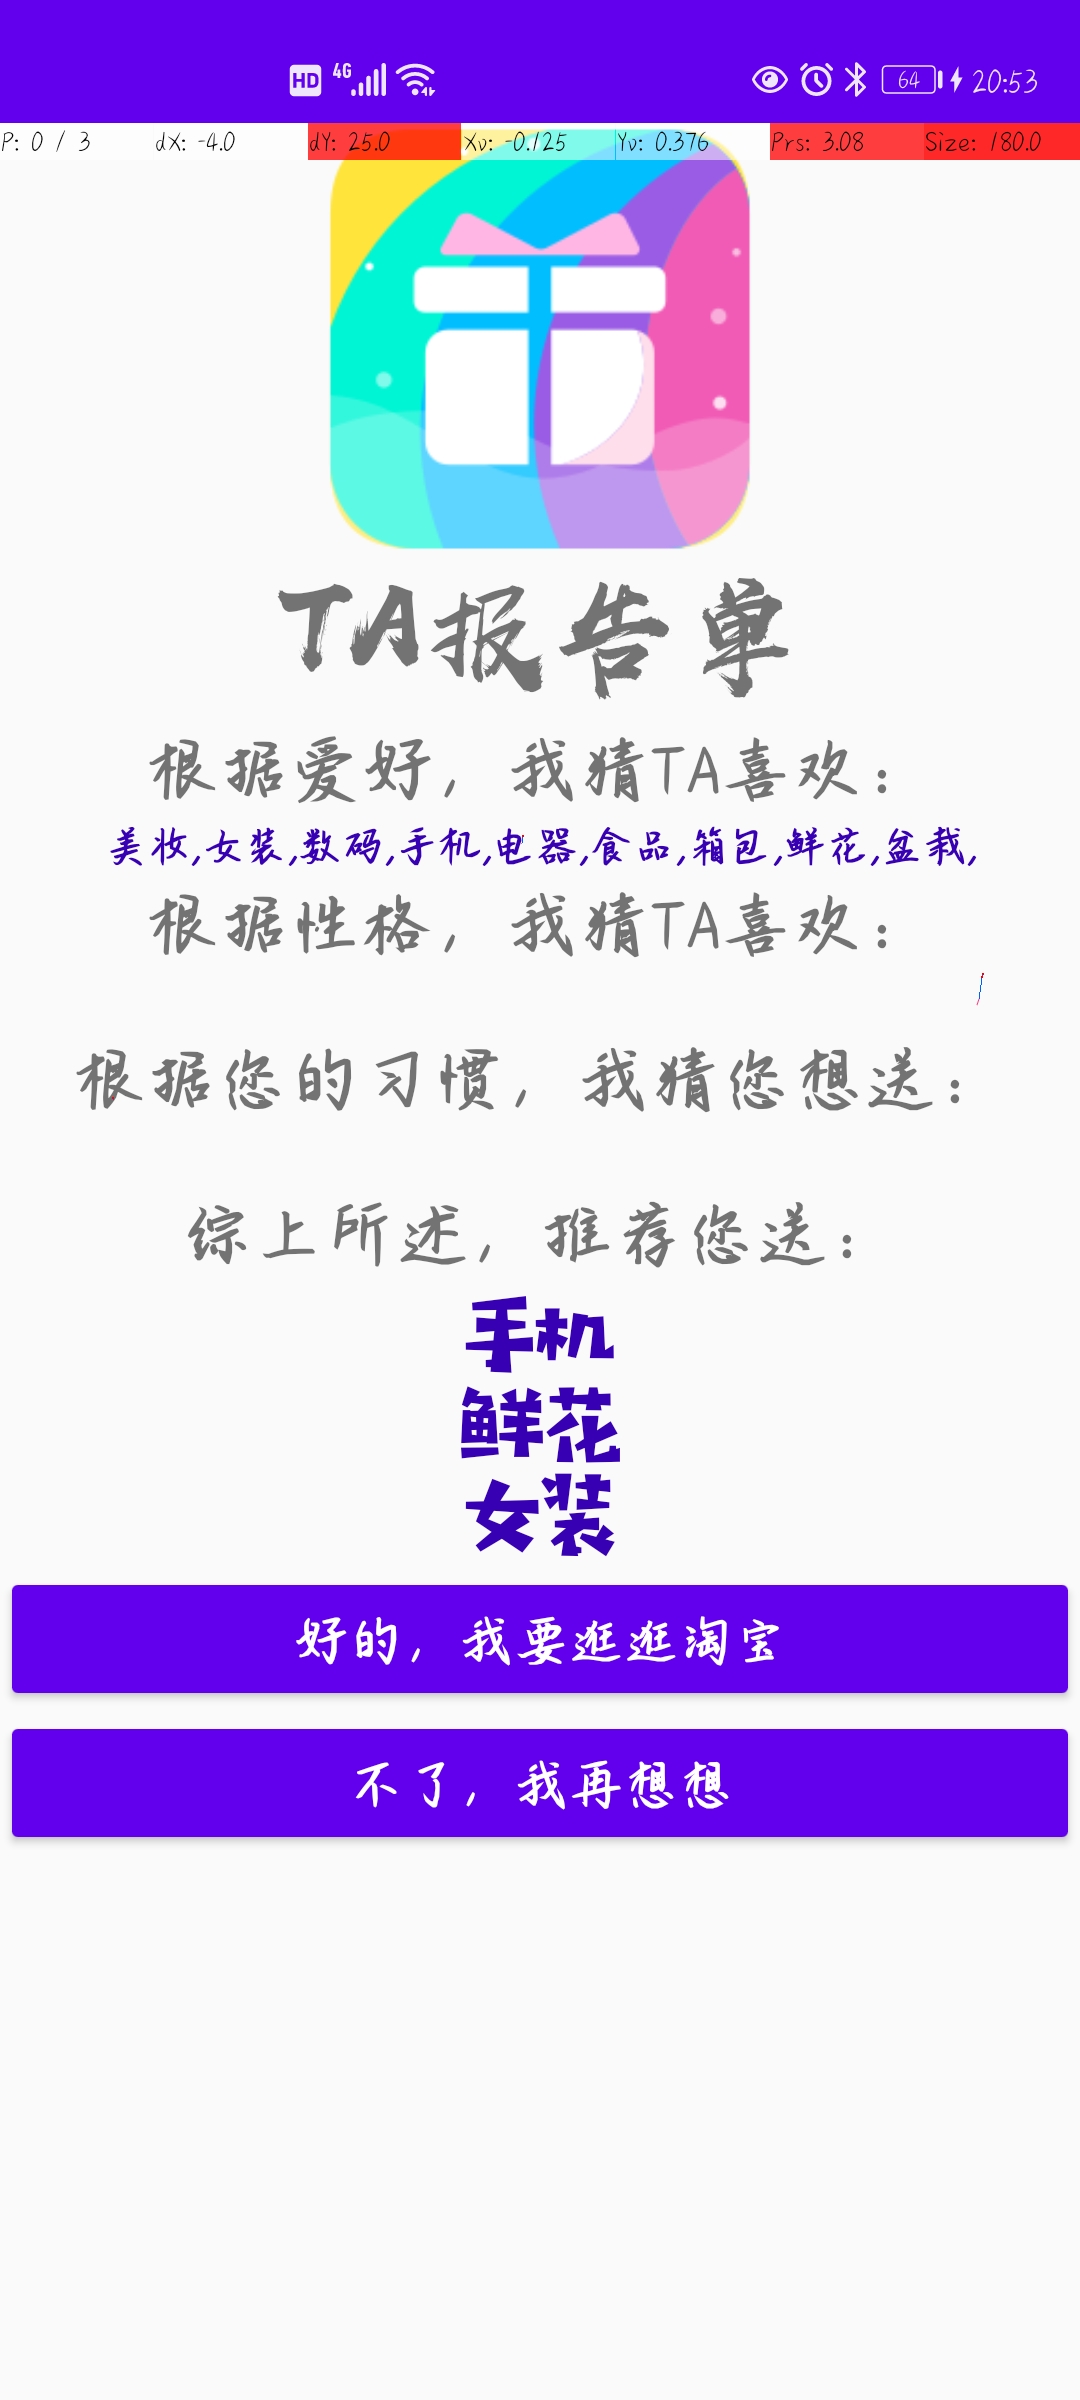 HD 4G 64 20:53
P: 0 / 3 dX: -4.0 dY: 25.0 Xv: -0.125 Yv: 0.376 Prs: 3.08 Size: 180.0
TA报告单
根据爱好，我猜TA喜欢：
美妆,女装,数码,手机,电器,食品,箱包,鲜花,盆栽,
根据性格，我猜TA喜欢：
根据您的习惯，我猜您想送：
综上所述，推荐您送：
手机
鲜花
女装
好的，我要逛逛淘宝
不了，我再想想